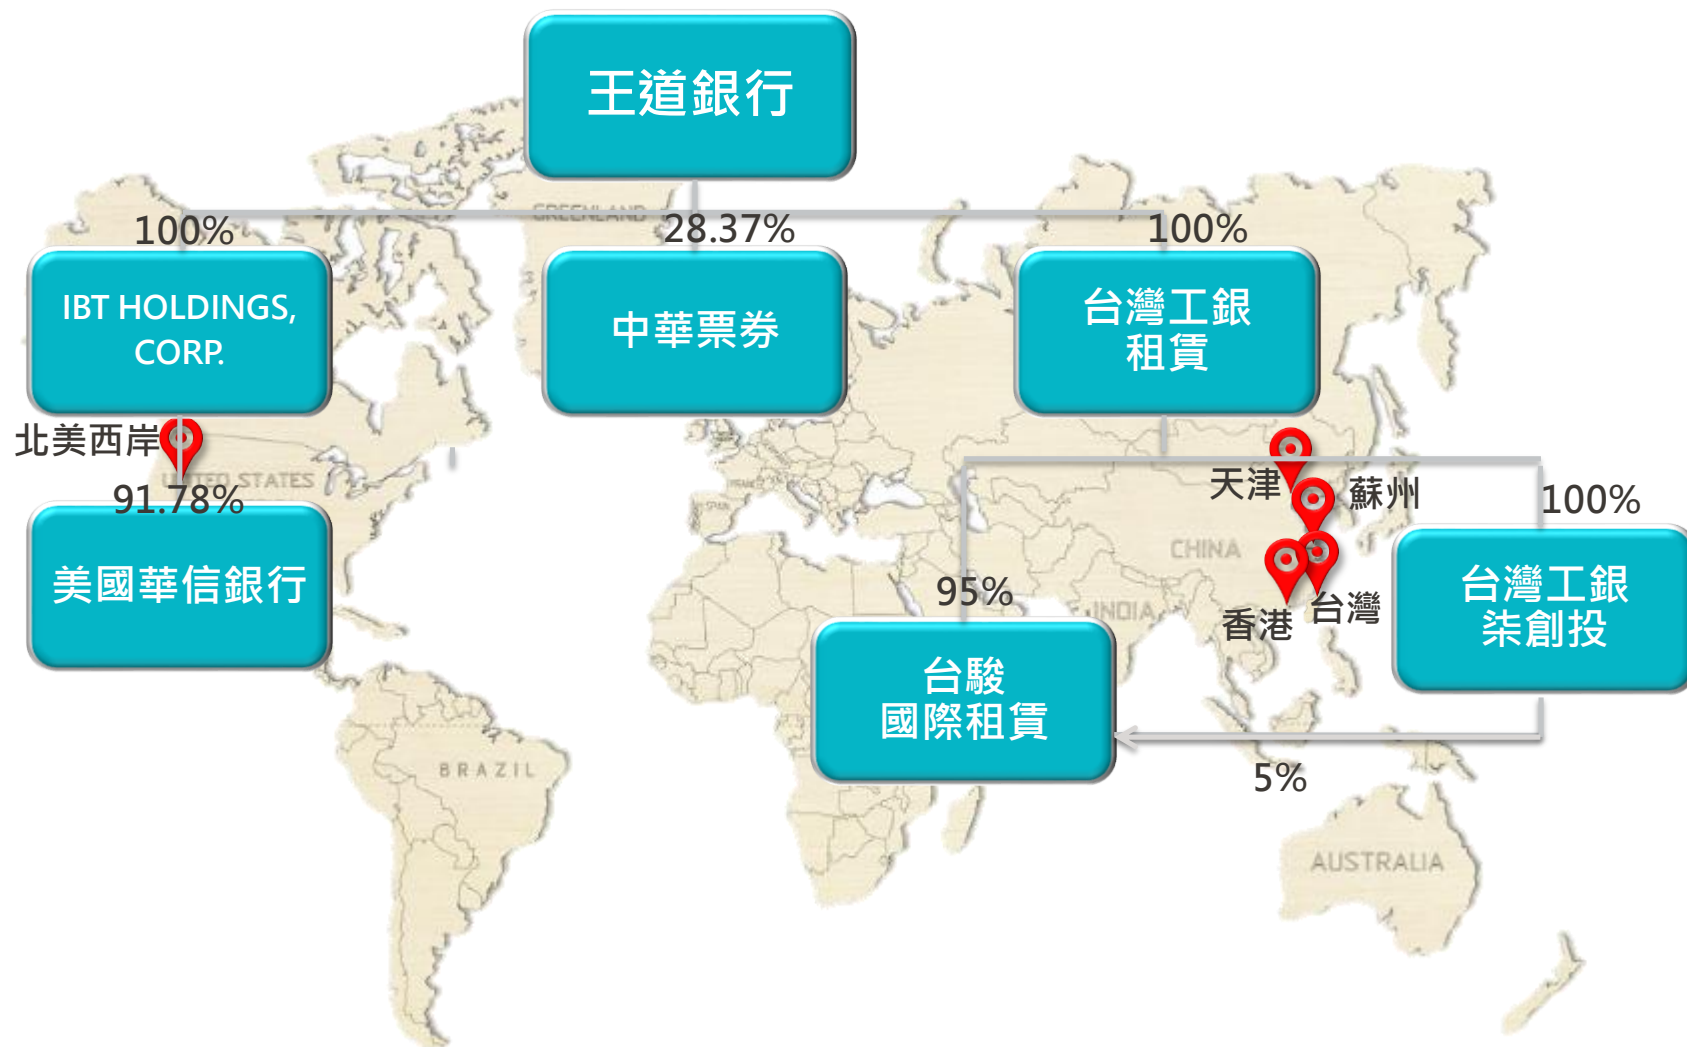 王道銀行
GREENLAND
100%
28.37%
100%
IBT HOLDINGS,
CORP.
中華票券
台灣工銀
租賃
北美西岸
UNITED STATES
天津
蘇州
91.78%
100%
美國華信銀行
CHINA
95%
INDIA
香港
台灣
台灣工銀
柒創投
台駿
國際租賃
5%
BRAZIL
AUSTRALIA